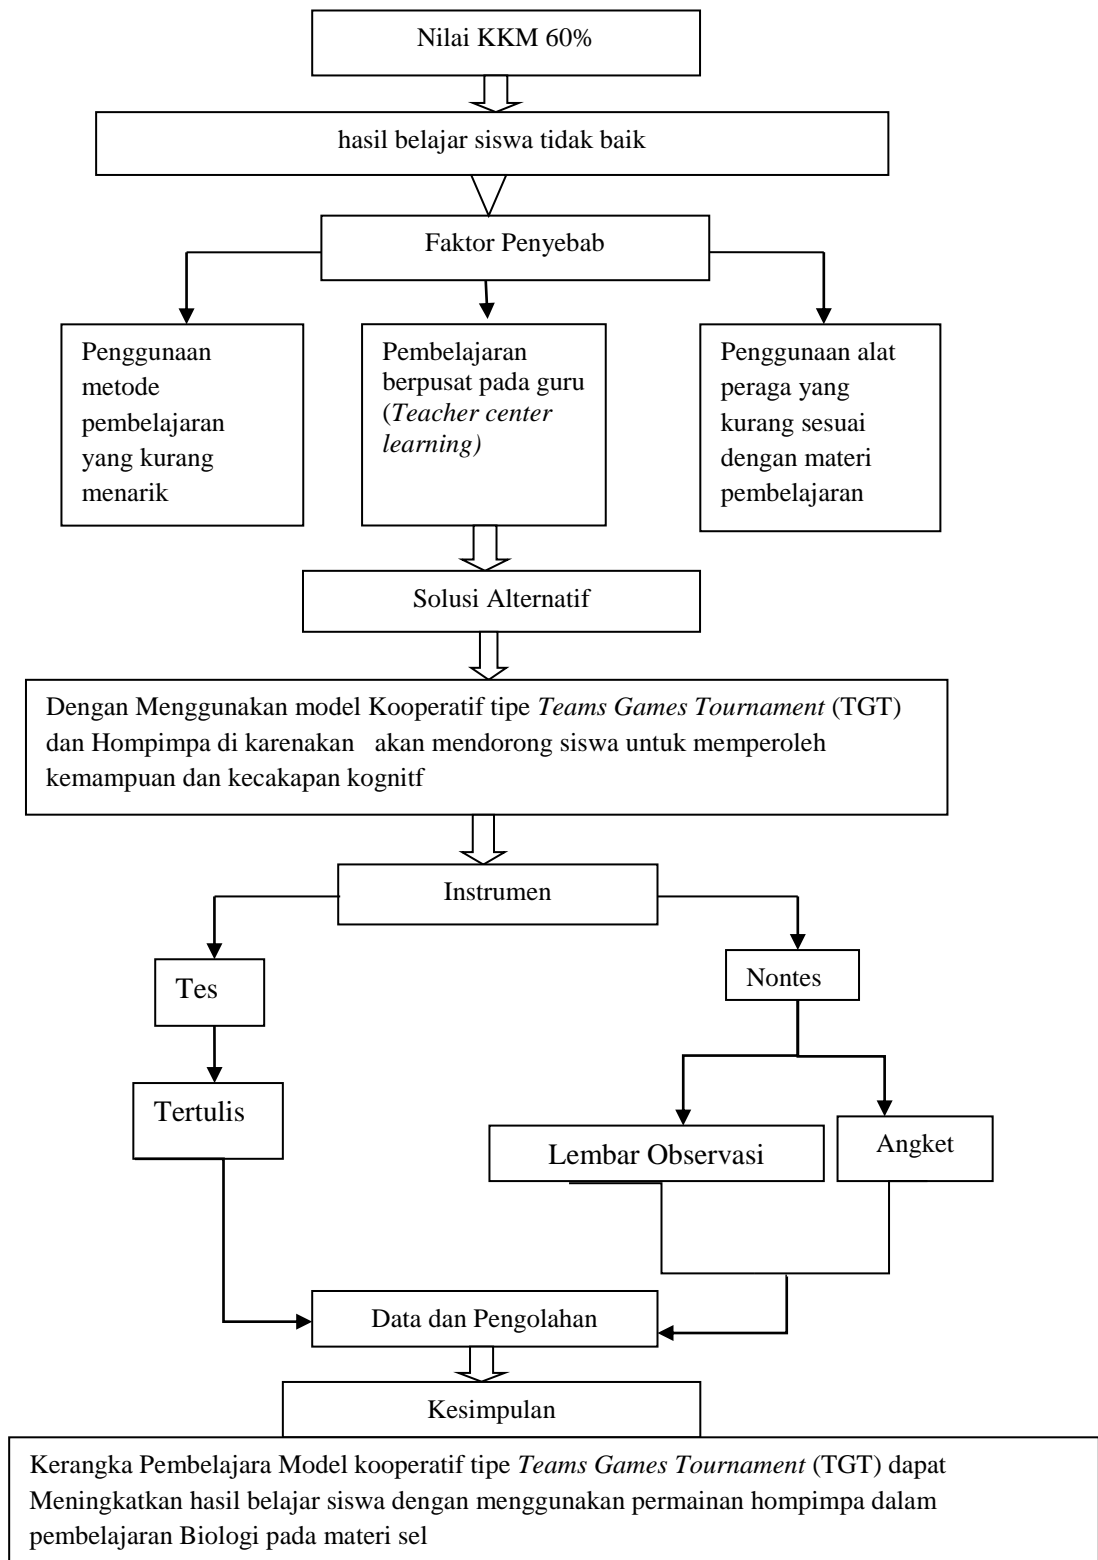 Nilai KKM 60%
hasil belajar siswa tidak baik
Faktor Penyebab
Penggunaan
metode
pembelajaran
yang kurang
menarik
Pembelajaran
berpusat pada guru
(Teacher center
learning)
Penggunaan alat
peraga yang
kurang sesuai
dengan materi
pembelajaran
Solusi Alternatif
Dengan Menggunakan model Kooperatif tipe Teams Games Tournament (TGT)
dan Hompimpa di karenakan akan mendorong siswa untuk memperoleh
kemampuan dan kecakapan kognitf
Instrumen
Tes
Nontes
Tertulis
Lembar Observasi
Angket
Data dan Pengolahan
Kesimpulan
Kerangka Pembelajara Model kooperatif tipe Teams Games Tournament (TGT) dapat
Meningkatkan hasil belajar siswa dengan menggunakan permainan hompimpa dalam
pembelajaran Biologi pada materi sel